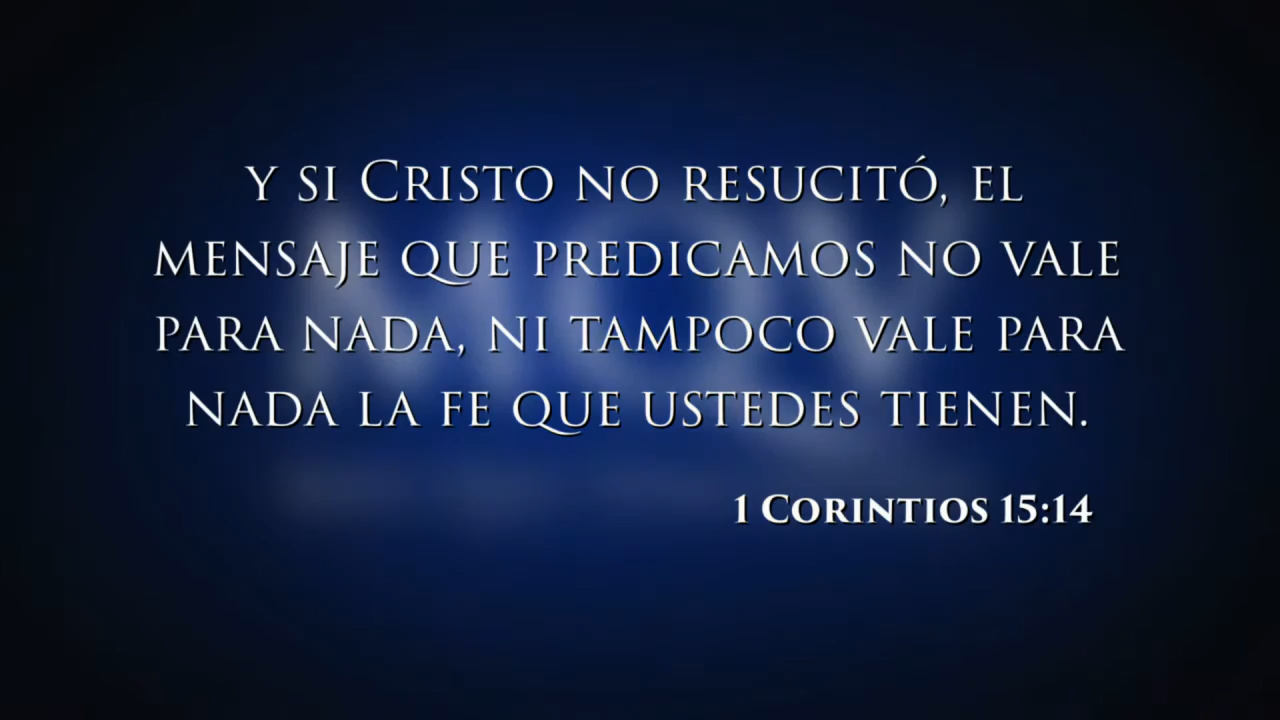 Y SI CRISTO NO RESUCITÓ, EL
MENSAJE QUE PREDICAMOS NO VALE
PARA NADA, NI TAMPOCO VALE PARA
NADA LA FE QUE USTEDES TIENEN.
1 CORINTIOS 15:14